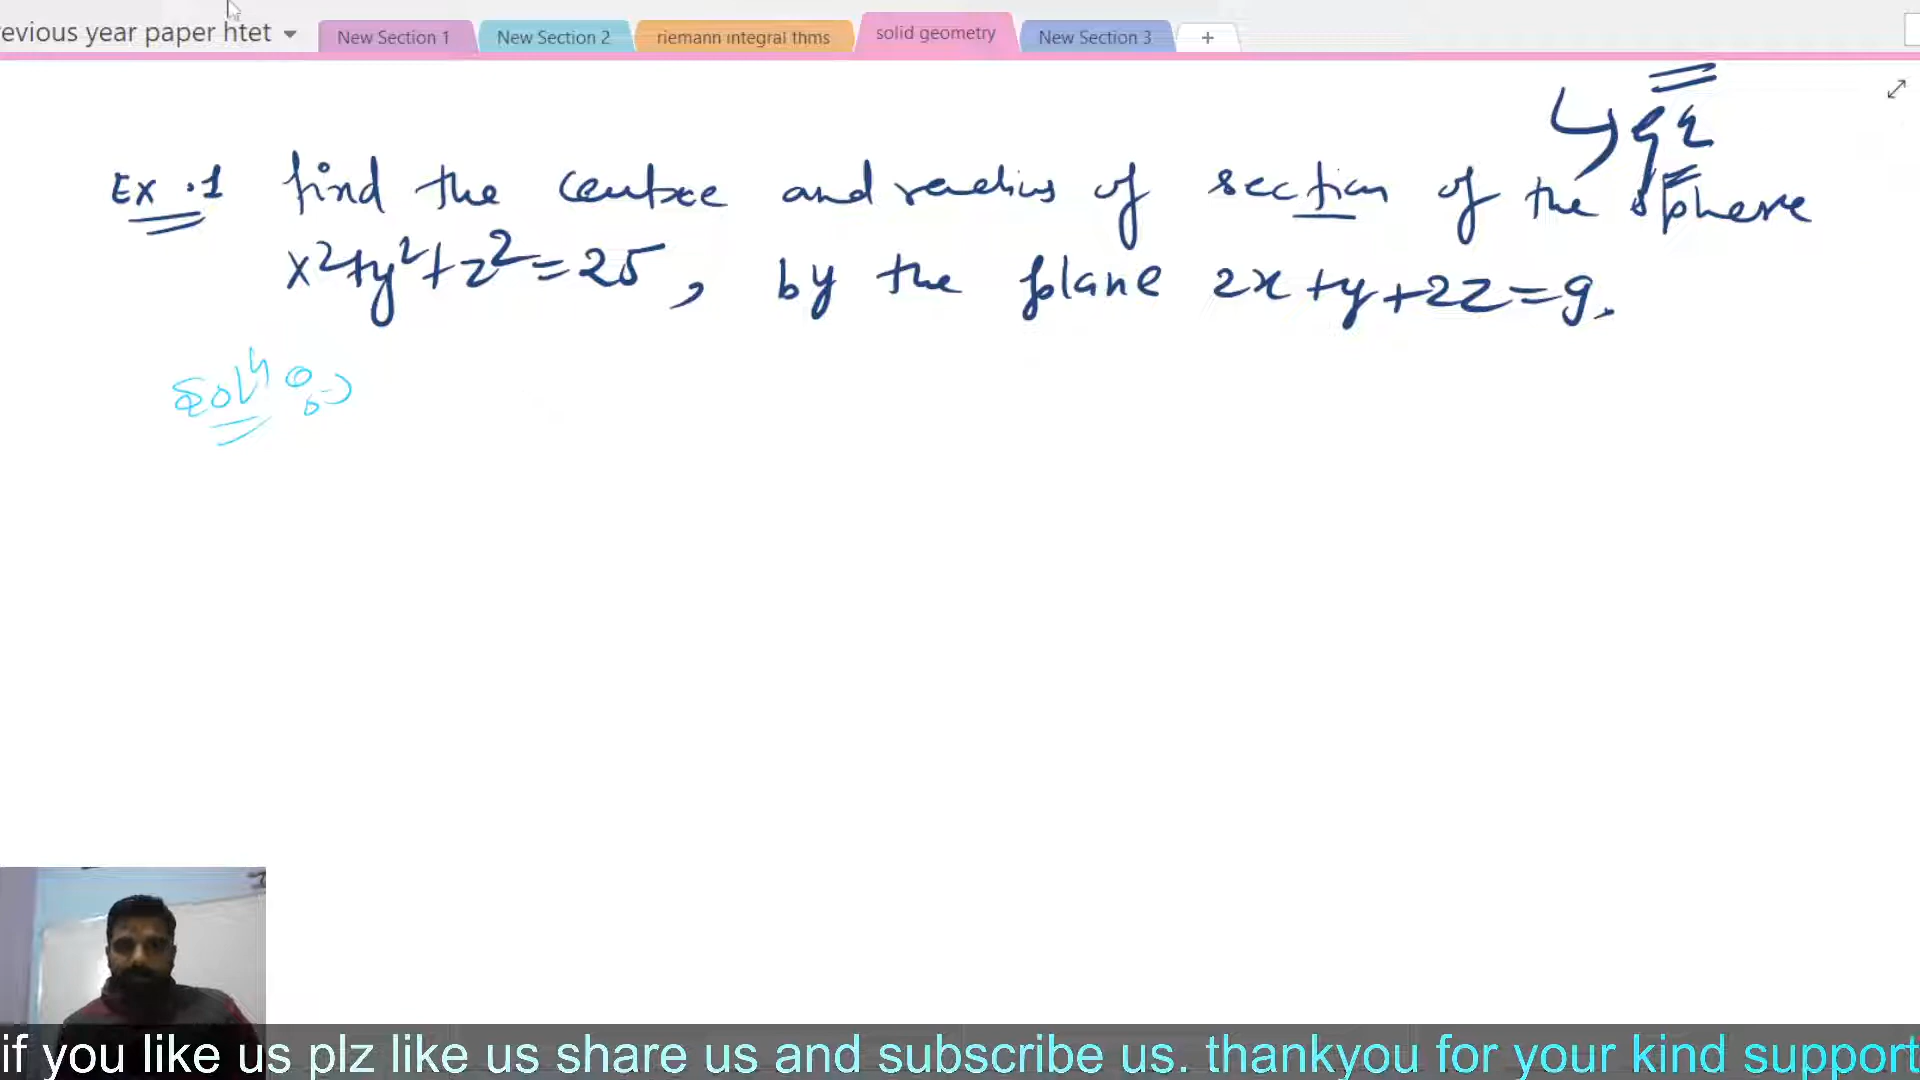 evious year paper htet
New Section 1
New Section 2
riemann integral thms
solid geometry
New Section 3
+
Ex.1 find the centre and radius of section of the sphere
x²+y²+z²=25, by the plane 2x+y+2z=9.
Solⁿ
if you like us plz like us share us and subscribe us. thankyou for your kind support